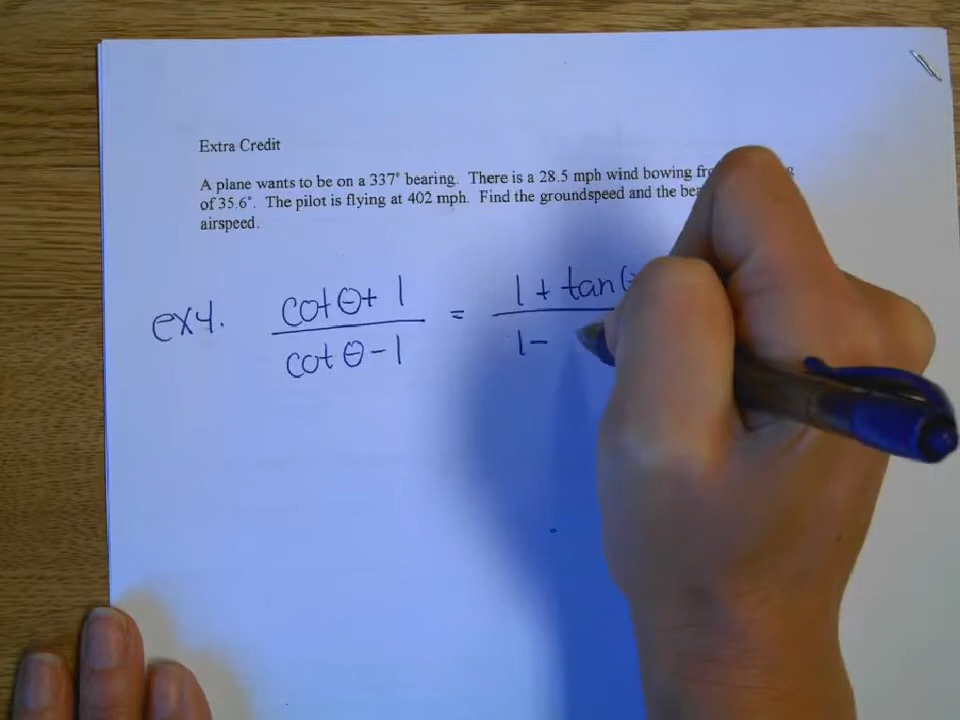 Extra Credit
A plane wants to be on a 337° bearing. There is a 28.5 mph wind bowing
of 35.6°. The pilot is flying at 402 mph. Find the groundspeed and the
airspeed.
ex4. cot θ + 1 / cot θ - 1 = 1 + tan / 1 -